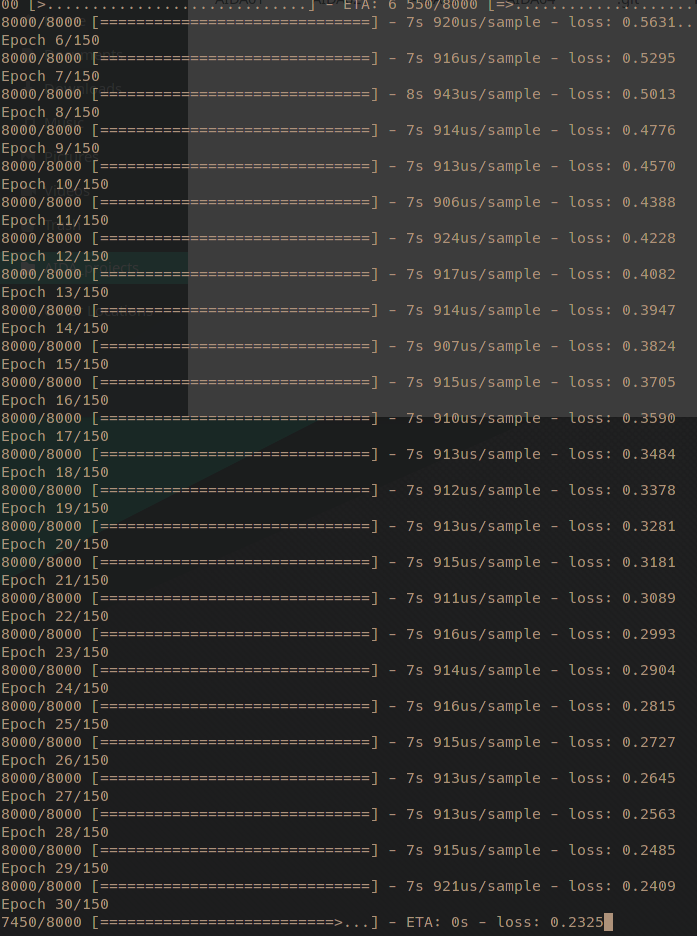 00 [>.............................] - ETA: 6 550/8000 [=>....................
8000/8000 [==============================] - 7s 920us/sample - loss: 0.5631..
Epoch 6/150
8000/8000 [==============================] - 7s 916us/sample - loss: 0.5295
Epoch 7/150
8000/8000 [==============================] - 8s 943us/sample - loss: 0.5013
Epoch 8/150
8000/8000 [==============================] - 7s 914us/sample - loss: 0.4776
Epoch 9/150
8000/8000 [==============================] - 7s 913us/sample - loss: 0.4570
Epoch 10/150
8000/8000 [==============================] - 7s 906us/sample - loss: 0.4388
Epoch 11/150
8000/8000 [==============================] - 7s 924us/sample - loss: 0.4228
Epoch 12/150
8000/8000 [==============================] - 7s 917us/sample - loss: 0.4082
Epoch 13/150
8000/8000 [==============================] - 7s 914us/sample - loss: 0.3947
Epoch 14/150
8000/8000 [==============================] - 7s 907us/sample - loss: 0.3824
Epoch 15/150
8000/8000 [==============================] - 7s 915us/sample - loss: 0.3705
Epoch 16/150
8000/8000 [==============================] - 7s 910us/sample - loss: 0.3590
Epoch 17/150
8000/8000 [==============================] - 7s 913us/sample - loss: 0.3484
Epoch 18/150
8000/8000 [==============================] - 7s 912us/sample - loss: 0.3378
Epoch 19/150
8000/8000 [==============================] - 7s 913us/sample - loss: 0.3281
Epoch 20/150
8000/8000 [==============================] - 7s 915us/sample - loss: 0.3181
Epoch 21/150
8000/8000 [==============================] - 7s 911us/sample - loss: 0.3089
Epoch 22/150
8000/8000 [==============================] - 7s 916us/sample - loss: 0.2993
Epoch 23/150
8000/8000 [==============================] - 7s 914us/sample - loss: 0.2904
Epoch 24/150
8000/8000 [==============================] - 7s 916us/sample - loss: 0.2815
Epoch 25/150
8000/8000 [==============================] - 7s 915us/sample - loss: 0.2727
Epoch 26/150
8000/8000 [==============================] - 7s 913us/sample - loss: 0.2645
Epoch 27/150
8000/8000 [==============================] - 7s 913us/sample - loss: 0.2563
Epoch 28/150
8000/8000 [==============================] - 7s 915us/sample - loss: 0.2485
Epoch 29/150
8000/8000 [==============================] - 7s 921us/sample - loss: 0.2409
Epoch 30/150
7450/8000 [==========================>...] - ETA: 0s - loss: 0.2325